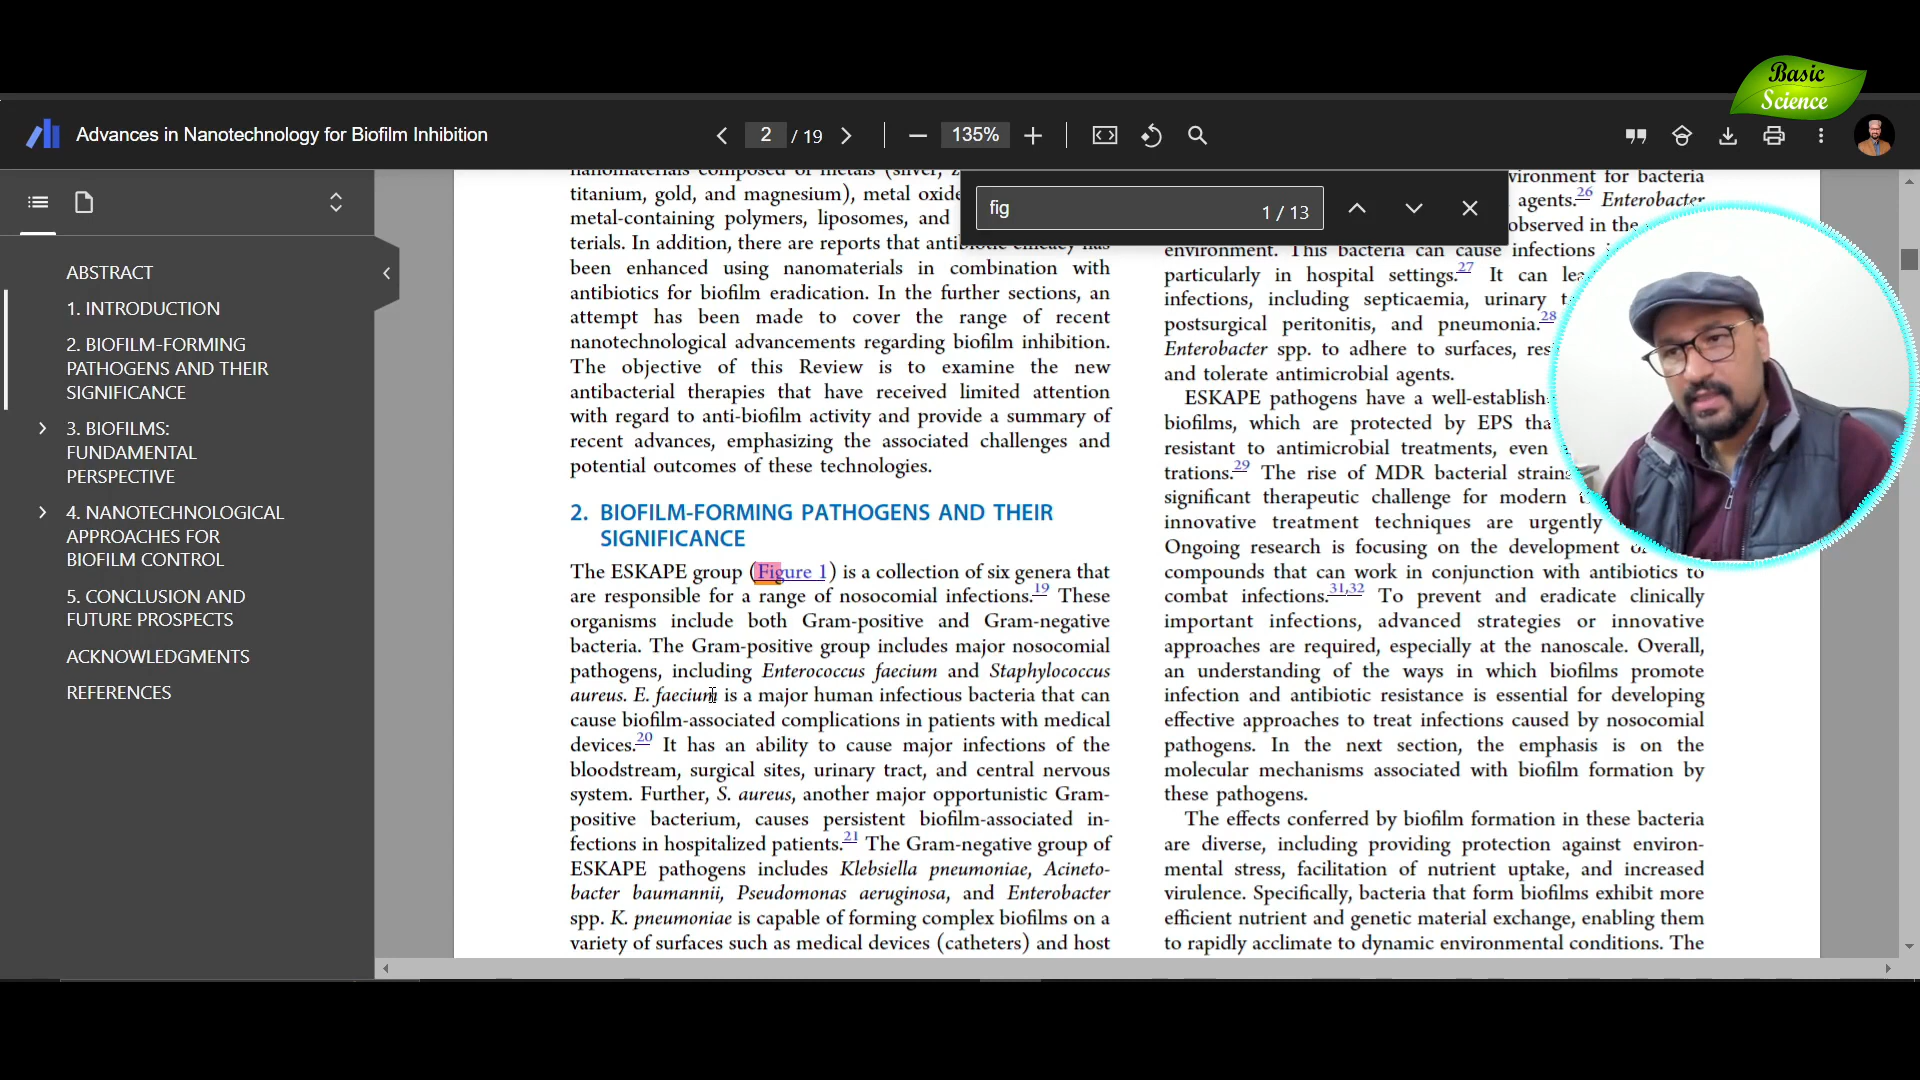 Basic
Science
Advances in Nanotechnology for Biofilm Inhibition
2 / 19
135%
fig
1 / 13
ABSTRACT
1. INTRODUCTION
2. BIOFILM-FORMING
PATHOGENS AND THEIR
SIGNIFICANCE
3. BIOFILMS:
FUNDAMENTAL
PERSPECTIVE
4. NANOTECHNOLOGICAL
APPROACHES FOR
BIOFILM CONTROL
5. CONCLUSION AND
FUTURE PROSPECTS
ACKNOWLEDGMENTS
REFERENCES
nanomaterials composed of metals (silver,
titanium, gold, and magnesium), metal oxide
metal-containing polymers, liposomes, and
terials. In addition, there are reports that antibiotic efficacy has
been enhanced using nanomaterials in combination with
antibiotics for biofilm eradication. In the further sections, an
attempt has been made to cover the range of recent
nanotechnological advancements regarding biofilm inhibition.
The objective of this Review is to examine the new
antibacterial therapies that have received limited attention
with regard to anti-biofilm activity and provide a summary of
recent advances, emphasizing the associated challenges and
potential outcomes of these technologies.
2. BIOFILM-FORMING PATHOGENS AND THEIR
SIGNIFICANCE
The ESKAPE group (Figure 1) is a collection of six genera that
are responsible for a range of nosocomial infections.19 These
organisms include both Gram-positive and Gram-negative
bacteria. The Gram-positive group includes major nosocomial
pathogens, including Enterococcus faecium and Staphylococcus
aureus. E. faecium is a major human infectious bacteria that can
cause biofilm-associated complications in patients with medical
devices.20 It has an ability to cause major infections of the
bloodstream, surgical sites, urinary tract, and central nervous
system. Further, S. aureus, another major opportunistic Gram-
positive bacterium, causes persistent biofilm-associated in-
fections in hospitalized patients.21 The Gram-negative group of
ESKAPE pathogens includes Klebsiella pneumoniae, Acineto-
bacter baumannii, Pseudomonas aeruginosa, and Enterobacter
spp. K. pneumoniae is capable of forming complex biofilms on a
variety of surfaces such as medical devices (catheters) and host
vironment for bacteria
agents.26 Enterobacter
observed in the
environment. This bacteria can cause infections
particularly in hospital settings.27 It can
infections, including septicaemia, urinary
postsurgical peritonitis, and pneumonia.28
Enterobacter spp. to adhere to surfaces,
and tolerate antimicrobial agents.
ESKAPE pathogens have a well-establish
biofilms, which are protected by EPS
resistant to antimicrobial treatments, even
trations.29 The rise of MDR bacterial strains
significant therapeutic challenge for modern
innovative treatment techniques are urgently
Ongoing research is focusing on the development
compounds that can work in conjunction with antibiotics to
combat infections.31,32 To prevent and eradicate clinically
important infections, advanced strategies or innovative
approaches are required, especially at the nanoscale. Overall,
an understanding of the ways in which biofilms promote
infection and antibiotic resistance is essential for developing
effective approaches to treat infections caused by nosocomial
pathogens. In the next section, the emphasis is on the
molecular mechanisms associated with biofilm formation by
these pathogens.
The effects conferred by biofilm formation in these bacteria
are diverse, including providing protection against environ-
mental stress, facilitation of nutrient uptake, and increased
virulence. Specifically, bacteria that form biofilms exhibit more
efficient nutrient and genetic material exchange, enabling them
to rapidly acclimate to dynamic environmental conditions. The